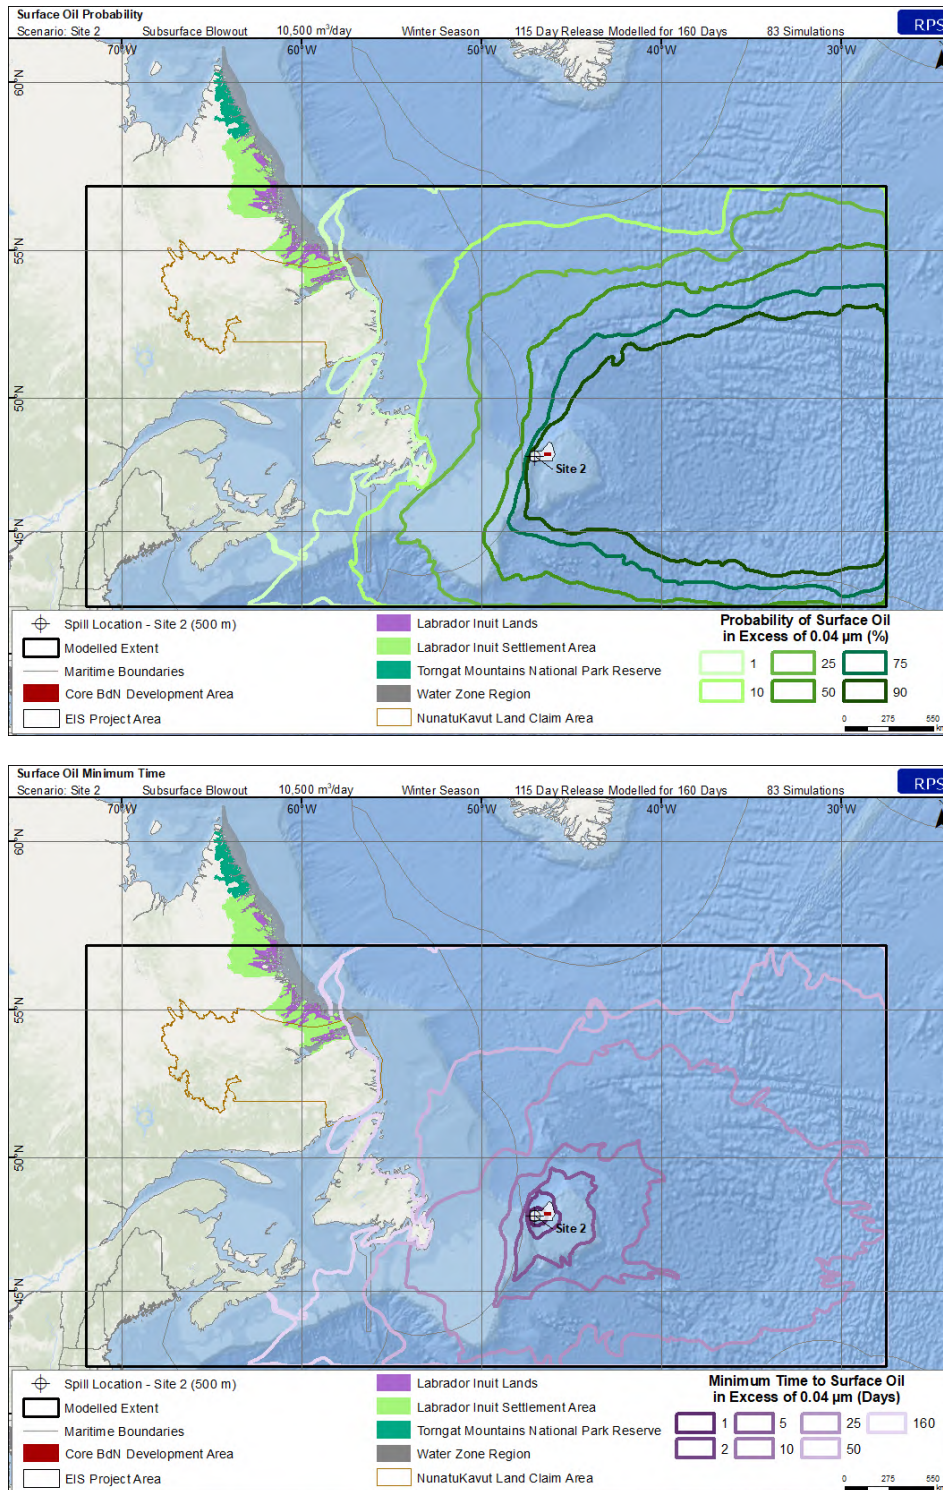 Surface Oil Probability
Scenario: Site 2 Subsurface Blowout 10,500 m³/day Winter Season 115 Day Release Modelled for 160 Days 83 Simulations
RPS
70°W 60°W 50°W 40°W 30°W
60°N
55°N
50°N
45°N
Site 2
Spill Location - Site 2 (500 m)
Modelled Extent
Maritime Boundaries
Core BdN Development Area
EIS Project Area
Labrador Inuit Lands
Labrador Inuit Settlement Area
Torngat Mountains National Park Reserve
Water Zone Region
NunatuKavut Land Claim Area
Probability of Surface Oil
in Excess of 0.04 µm (%)
1 25 75
10 50 90
0 275 550
km
Surface Oil Minimum Time
Scenario: Site 2 Subsurface Blowout 10,500 m³/day Winter Season 115 Day Release Modelled for 160 Days 83 Simulations
RPS
70°W 60°W 50°W 40°W 30°W
60°N
55°N
50°N
45°N
Site 2
Spill Location - Site 2 (500 m)
Modelled Extent
Maritime Boundaries
Core BdN Development Area
EIS Project Area
Labrador Inuit Lands
Labrador Inuit Settlement Area
Torngat Mountains National Park Reserve
Water Zone Region
NunatuKavut Land Claim Area
Minimum Time to Surface Oil
in Excess of 0.04 µm (Days)
1 5 25 160
2 10 50
0 275 550
km